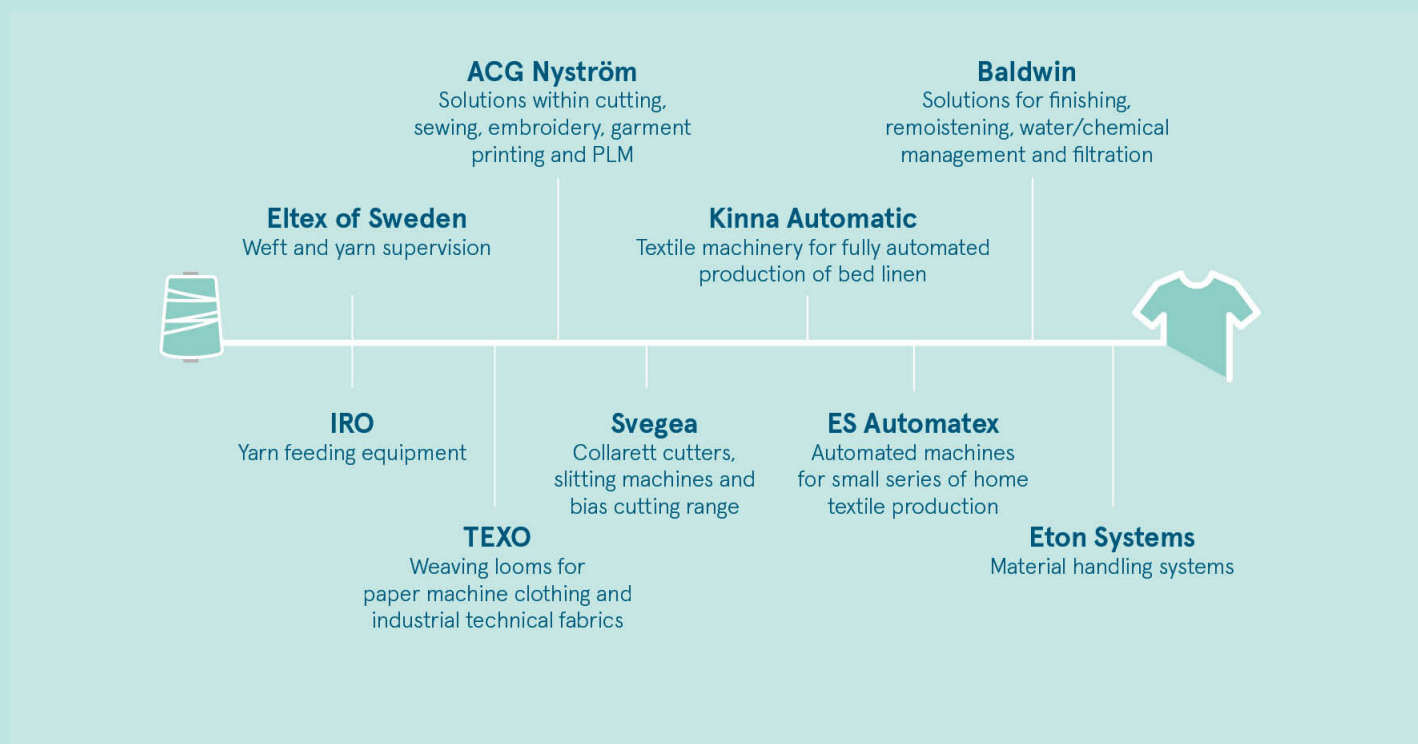 ACG Nyström
Solutions within cutting,
sewing, embroidery, garment
printing and PLM
Baldwin
Solutions for finishing,
remoistening, water/chemical
management and filtration
Eltex of Sweden
Weft and yarn supervision
Kinna Automatic
Textile machinery for fully automated
production of bed linen
IRO
Yarn feeding equipment
Svegea
Collarett cutters,
slitting machines and
bias cutting range
ES Automatex
Automated machines
for small series of home
textile production
TEXO
Weaving looms for
paper machine clothing and
industrial technical fabrics
Eton Systems
Material handling systems